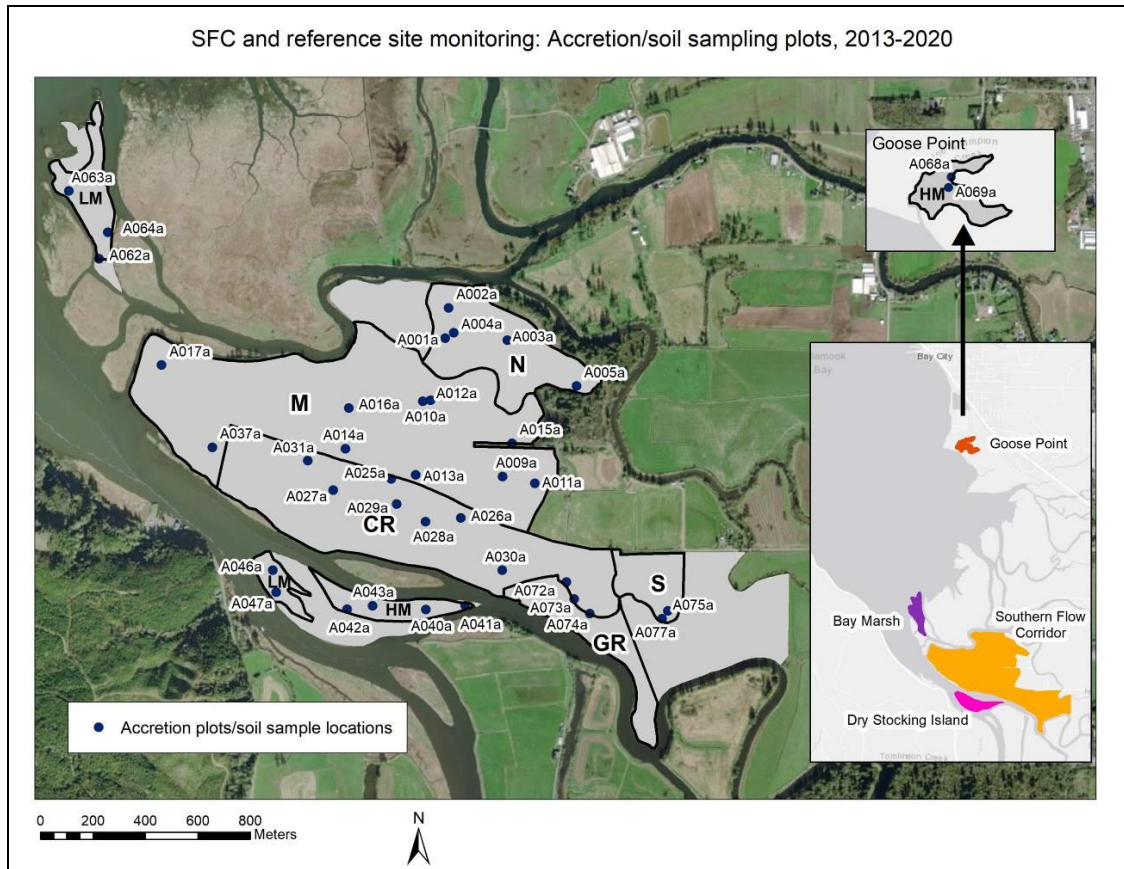 SFC and reference site monitoring: Accretion/soil sampling plots, 2013-2020
Goose Point
A068a
HM
A069a
A063a
LM
A064a
A062a
A002a
A004a
A001a
A003a
N
A005a
A017a
M
A016a
A012a
A010a
A037a
A014a
A015a
A031a
A025a
A013a
A009a
A011a
A027a
A029a
CR
A028a
A026a
A030a
A046a
LM
A047a
A043a
HM
A042a
A040a
A041a
A072a
A073a
A074a
S
A075a
A077a
GR
Bay City
Bay
Goose Point
Bay Marsh
Southern Flow
Corridor
Dry Stocking Island
Tomlinson Creek
Accretion plots/soil sample locations
0 200 400 600 800
Meters
N